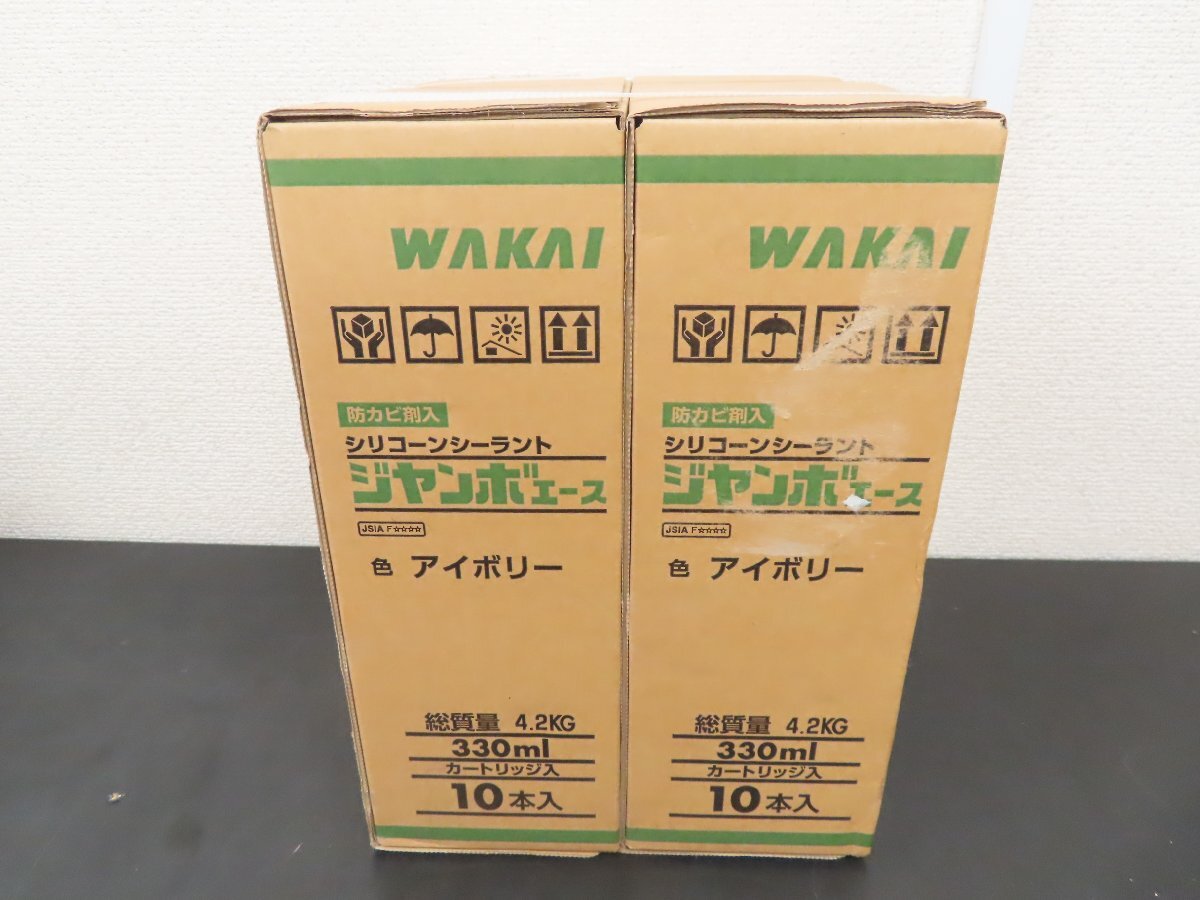 WAKAI
防カビ剤入
シリコーンシーラント
ジャンボエース
JSIA F☆☆☆☆
色 アイボリー
総質量 4.2KG
330ml
カートリッジ入
10本入
WAKAI
防カビ剤入
シリコーンシーラント
ジャンボエース
JSIA F☆☆☆☆
色 アイボリー
総質量 4.2KG
330ml
カートリッジ入
10本入